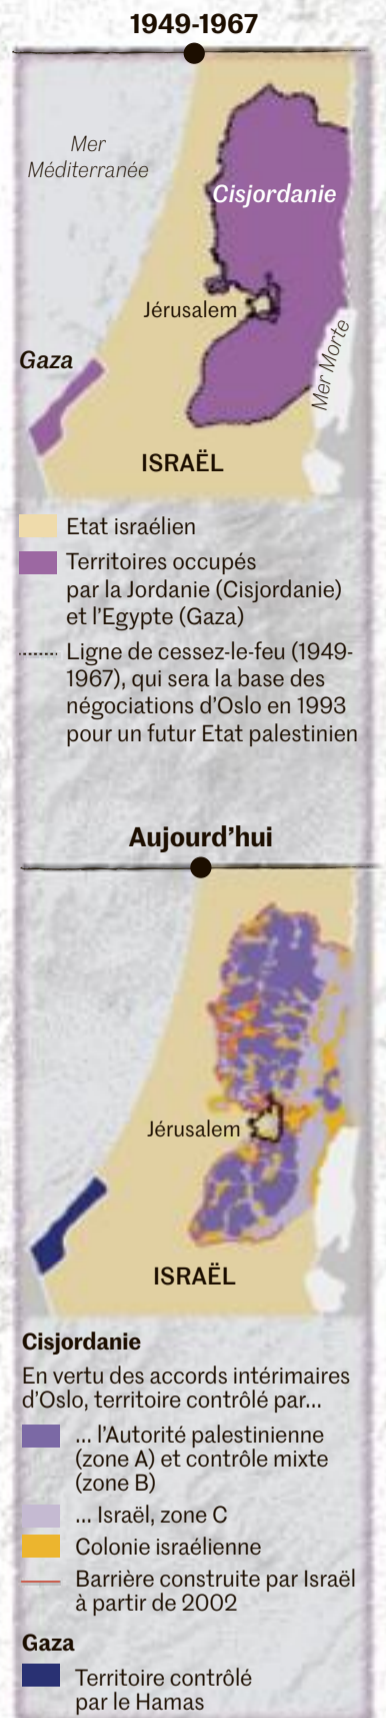 1949-1967
Mer
Méditerranée
Cisjordanie
Jérusalem
Gaza
Mer Morte
ISRAËL
Etat israélien
Territoires occupés
par la Jordanie (Cisjordanie)
et l'Egypte (Gaza)
Ligne de cessez-le-feu (1949-
1967), qui sera la base des
négociations d'Oslo en 1993
pour un futur Etat palestinien
Aujourd'hui
Jérusalem
ISRAËL
Cisjordanie
En vertu des accords intérimaires
d'Oslo, territoire contrôlé par...
... l'Autorité palestinienne
(zone A) et contrôle mixte
(zone B)
... Israël, zone C
Colonie israélienne
Barrière construite par Israël
à partir de 2002
Gaza
Territoire contrôlé
par le Hamas